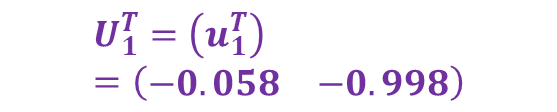 U₁ᵀ = (u₁ᵀ)
= (−0.058 −0.998)